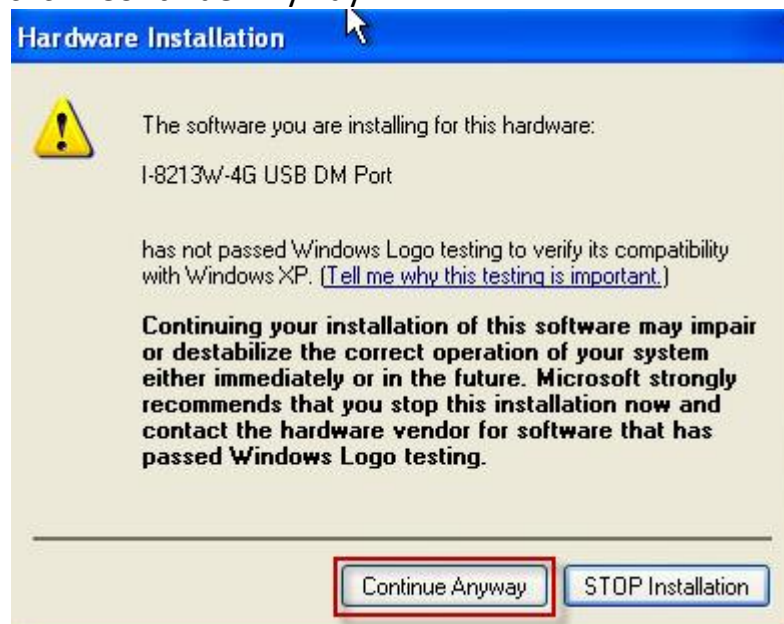 Hardware Installation
The software you are installing for this hardware:
I-8213W-4G USB DM Port
has not passed Windows Logo testing to verify its compatibility
with Windows XP. (Tell me why this testing is important.)
Continuing your installation of this software may impair
or destabilize the correct operation of your system
either immediately or in the future. Microsoft strongly
recommends that you stop this installation now and
contact the hardware vendor for software that has
passed Windows Logo testing.
Continue Anyway STOP Installation